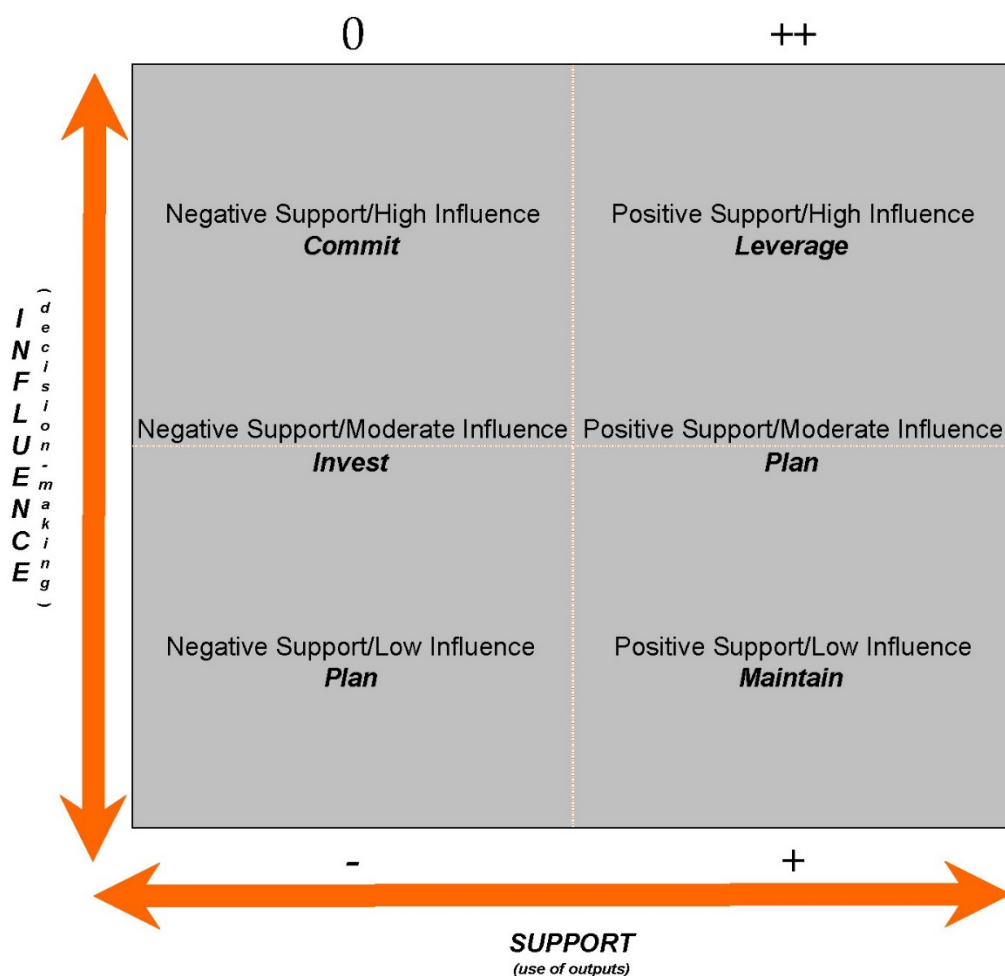 0
++
Negative Support/High Influence
Commit
Positive Support/High Influence
Leverage
INFLUENCE
(decision-making)
Negative Support/Moderate Influence
Invest
Positive Support/Moderate Influence
Plan
Negative Support/Low Influence
Plan
Positive Support/Low Influence
Maintain
-
+
SUPPORT
(use of outputs)